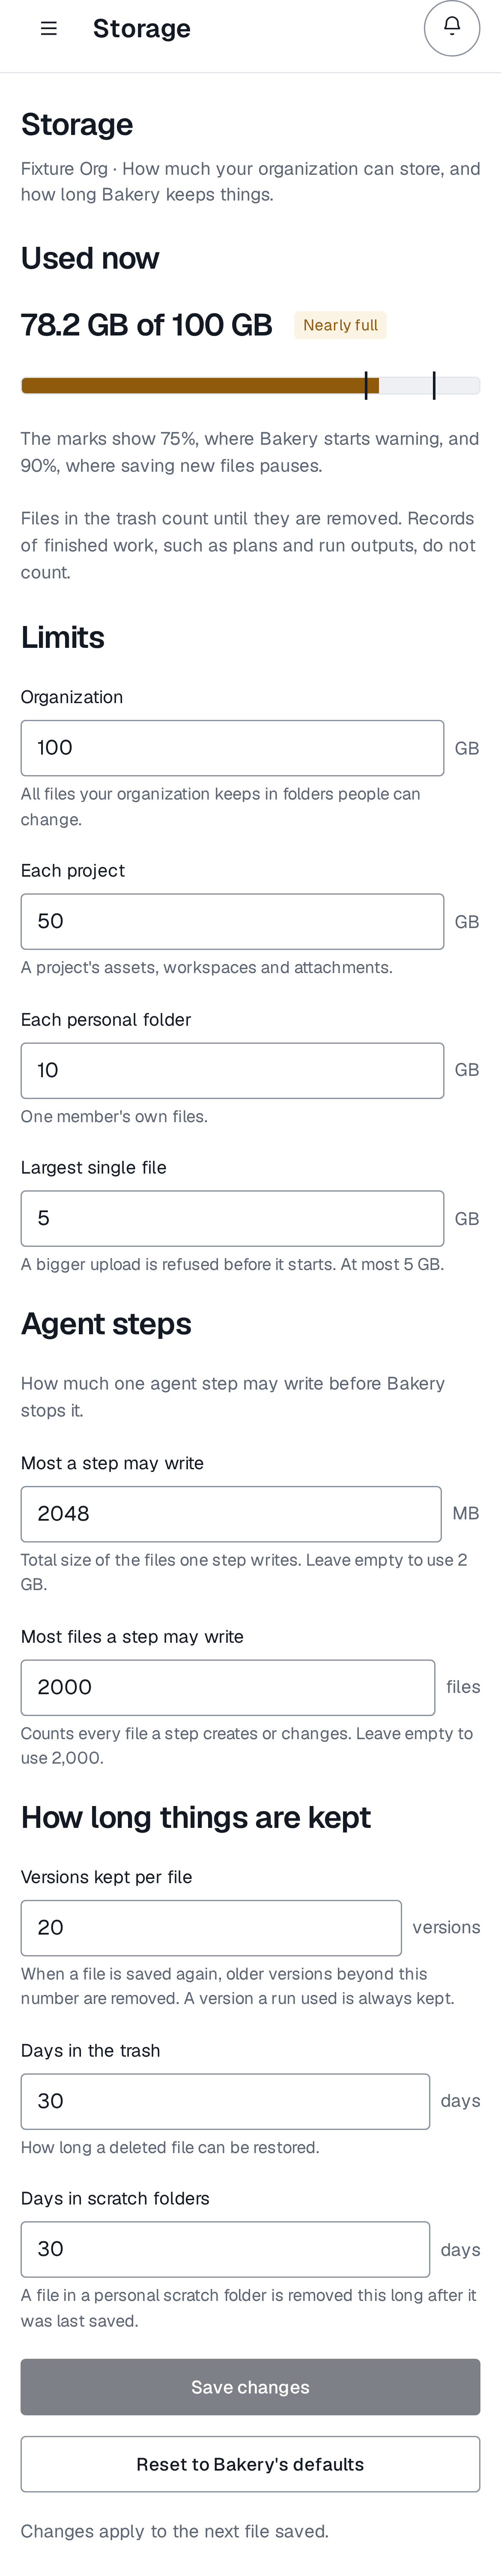 Storage
Storage
Fixture Org · How much your organization can store, and
how long Bakery keeps things.
Used now
78.2 GB of 100 GB
Nearly full
The marks show 75%, where Bakery starts warning, and
90%, where saving new files pauses.
Files in the trash count until they are removed. Records
of finished work, such as plans and run outputs, do not
count.
Limits
Organization
100
GB
All files your organization keeps in folders people can
change.
Each project
50
GB
A project's assets, workspaces and attachments.
Each personal folder
10
GB
One member's own files.
Largest single file
5
GB
A bigger upload is refused before it starts. At most 5 GB.
Agent steps
How much one agent step may write before Bakery
stops it.
Most a step may write
2048
MB
Total size of the files one step writes. Leave empty to use 2
GB.
Most files a step may write
2000
files
Counts every file a step creates or changes. Leave empty to
use 2,000.
How long things are kept
Versions kept per file
20
versions
When a file is saved again, older versions beyond this
number are removed. A version a run used is always kept.
Days in the trash
30
days
How long a deleted file can be restored.
Days in scratch folders
30
days
A file in a personal scratch folder is removed this long after it
was last saved.
Save changes
Reset to Bakery's defaults
Changes apply to the next file saved.